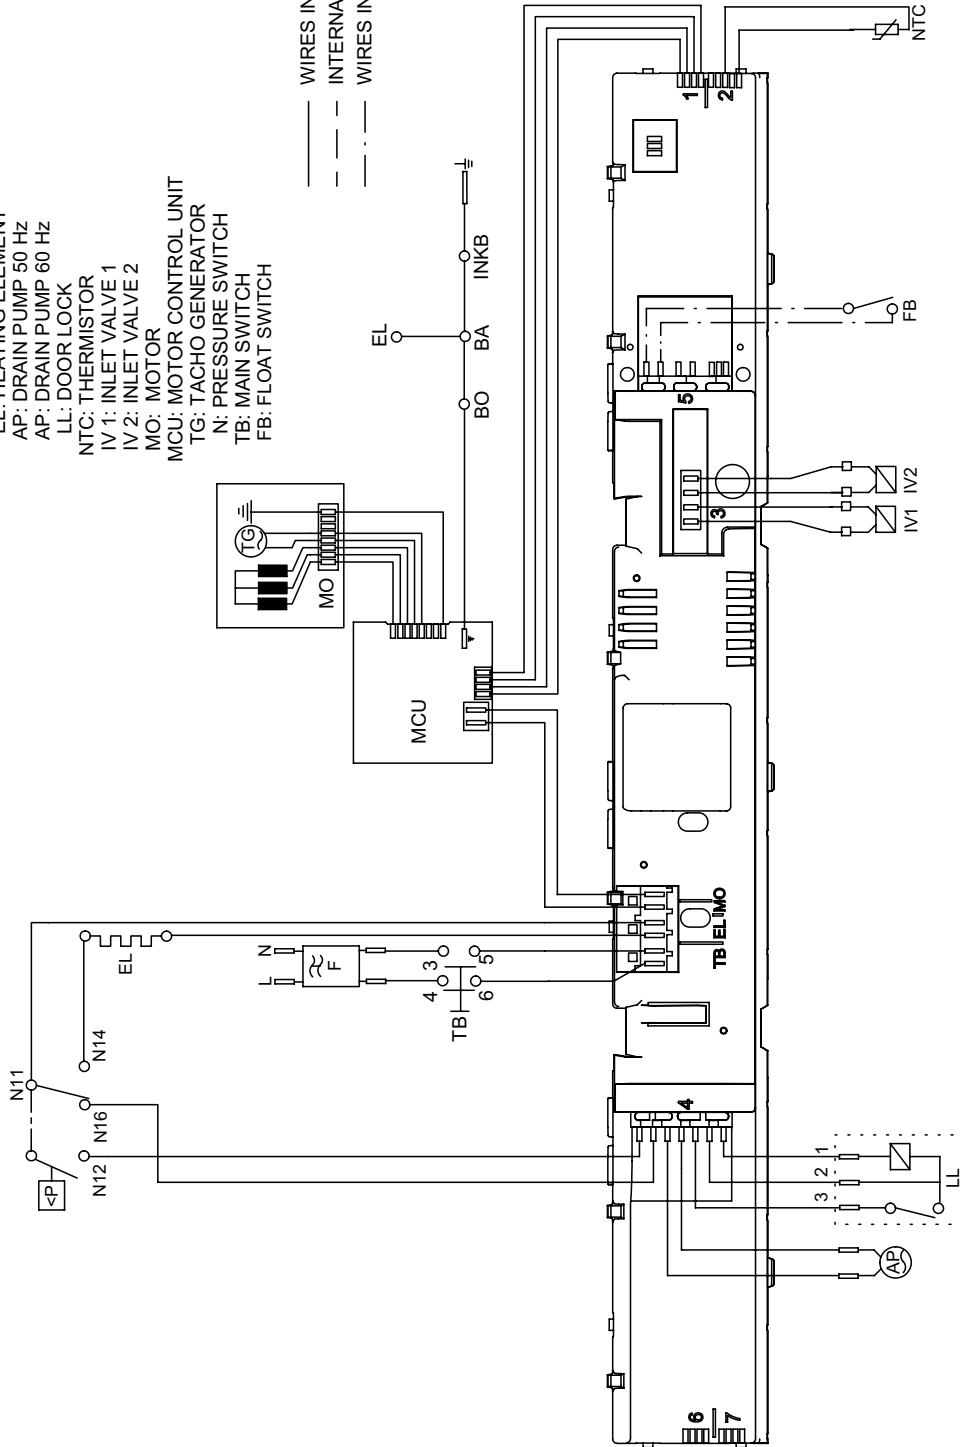 AP: DRAIN PUMP 50 Hz
AP: DRAIN PUMP 60 Hz
LL: DOOR LOCK
NTC: THERMISTOR
IV 1: INLET VALVE 1
IV 2: INLET VALVE 2
MO: MOTOR
MCU: MOTOR CONTROL UNIT
TG: TACHO GENERATOR
N: PRESSURE SWITCH
TB: MAIN SWITCH
FB: FLOAT SWITCH
WIRES IN
INTERNA
WIRES IN
N11
N14
N16
N12
<P
EL
N
L
F
3
5
4
6
TB
MCU
MO
TG
EL
BO
BA
INKB
NTC
1
2
3
4
5
6
7
TB EL MO
FB
IV1
IV2
1
2
3
LL
AP